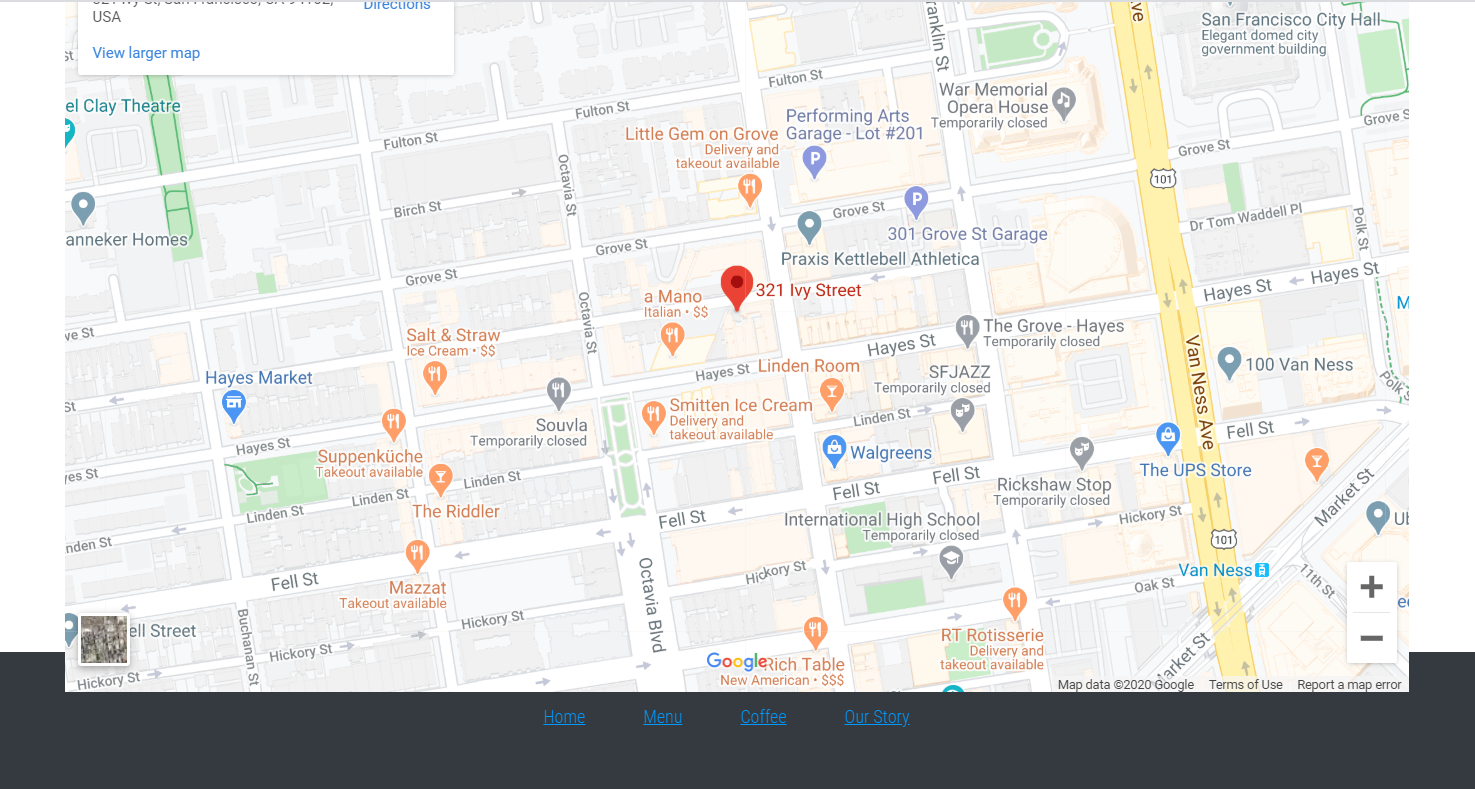 USA
Directions
View larger map
San Francisco City Hall
Elegant domed city
government building
Fulton St
War Memorial
Opera House
Temporarily closed
Performing Arts
Garage - Lot #201
Fulton St
Little Gem on Grove
Delivery and
takeout available
Fulton St
el Clay Theatre
Grove S
Grove St
101
Octavia St
Birch St
Grove St
Dr Tom Waddell Pl
Polk St
anneker Homes
301 Grove St Garage
Grove St
Praxis Kettlebell Athletica
Grove St
Hayes St
Hayes St
321 Ivy Street
a Mano
Italian • $$
Octavia St
Salt & Straw
Ice Cream • $$
The Grove - Hayes
Temporarily closed
Hayes St
Van Ness Ave
100 Van Ness
Linden Room
Hayes St
SFJAZZ
Temporarily closed
Hayes Market
Polk
Smitten Ice Cream
Delivery and
takeout available
Linden St
Souvla
Temporarily closed
Fell St
Hayes St
Walgreens
Suppenküche
Takeout available
The UPS Store
Linden St
Fell St
Fell St
Rickshaw Stop
Temporarily closed
Market St
Linden St
The Riddler
Fell St
International High School
Temporarily closed
Hickory St
101
Van Ness
11th St
Hickory St
Oak St
Fell St
Mazzat
Takeout available
Octavia Blvd
Buchanan St
Hickory St
ell Street
Hickory St
Hickory St
RT Rotisserie
Delivery and
takeout available
Market St
Google
Rich Table
New American • $$$
Map data ©2020 Google
Terms of Use
Report a map error
Home
Menu
Coffee
Our Story